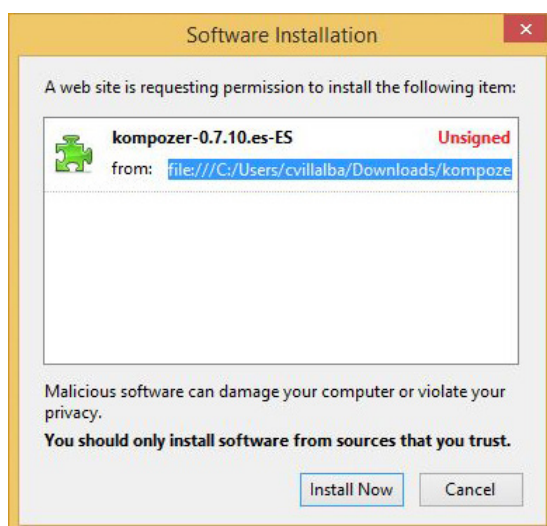 Software Installation
A web site is requesting permission to install the following item:
kompozer-0.7.10.es-ES Unsigned
from: file:///C:/Users/cvillalba/Downloads/kompoze
Malicious software can damage your computer or violate your
privacy.
You should only install software from sources that you trust.
Install Now Cancel